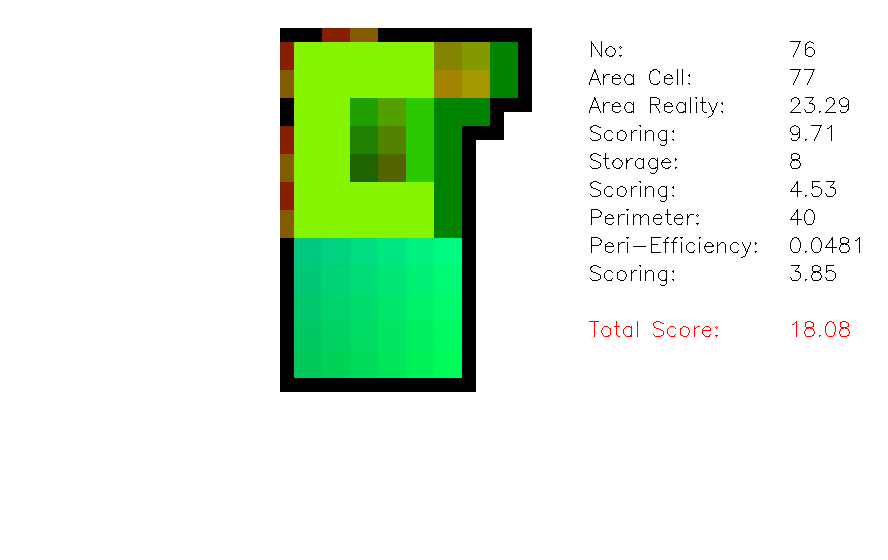 No: 76
Area Cell: 77
Area Reality: 23.29
Scoring: 9.71
Storage: 8
Scoring: 4.53
Perimeter: 40
Peri-Efficiency: 0.0481
Scoring: 3.85
Total Score: 18.08